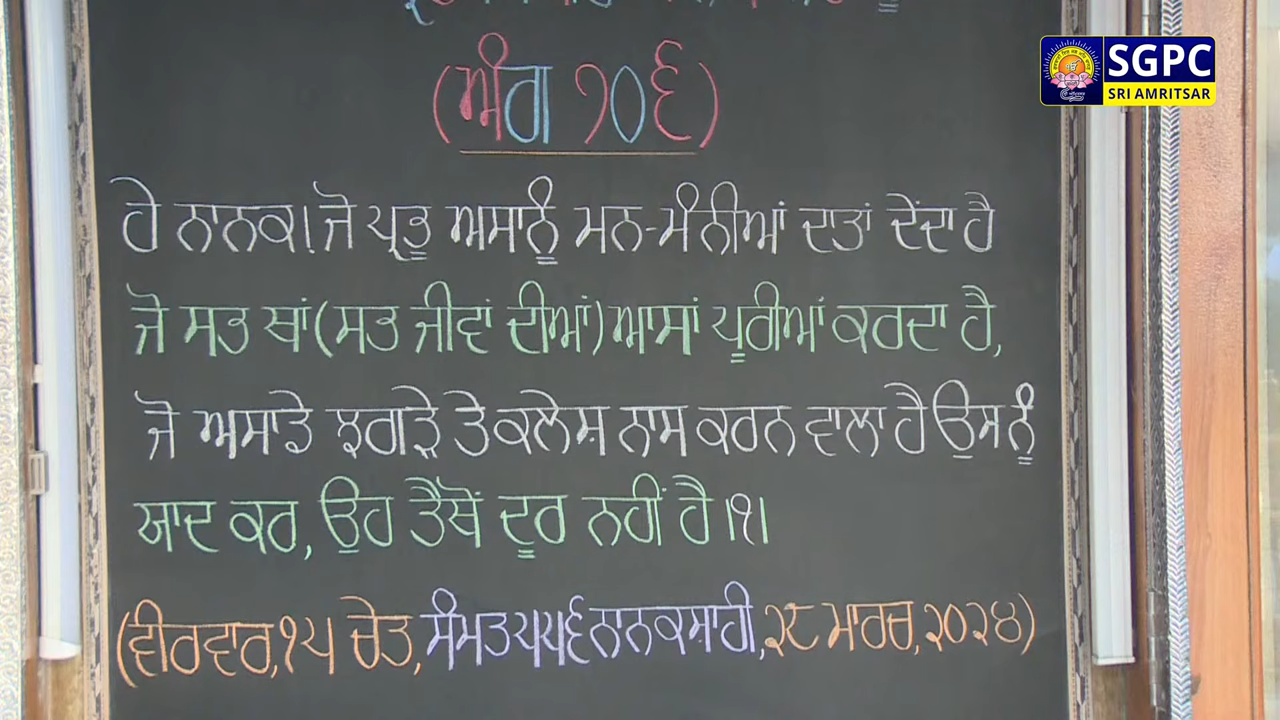 SGPC
SRI AMRITSAR
(ਅੰਗ ੧੦੬)
ਹੇ ਨਾਨਕ! ਜੋ ਪ੍ਰਭੂ ਅਸਾਨੂੰ ਮਨ-ਮੰਨੀਆਂ ਦਾਤਾਂ ਦੇਂਦਾ ਹੈ
ਜੋ ਸਭ ਥਾਂ(ਸਭ ਜੀਵਾਂ ਦੀਆਂ) ਆਸਾਂ ਪੂਰੀਆਂ ਕਰਦਾ ਹੈ,
ਜੋ ਅਸਾਡੇ ਝਗੜੇ ਤੇ ਕਲੇਸ਼ ਨਾਸ ਕਰਨ ਵਾਲਾ ਹੈ ਉਸ ਨੂੰ
ਯਾਦ ਕਰ, ਉਹ ਤੈਥੋਂ ਦੂਰ ਨਹੀਂ ਹੈ ।੧।
(ਵੀਰਵਾਰ, ੧੫ ਚੇਤ, ਸੰਮਤ ੫੫੬ ਨਾਨਕਸਾਹੀ, ੨੮ ਮਾਰਚ, ੨੦੨੪)